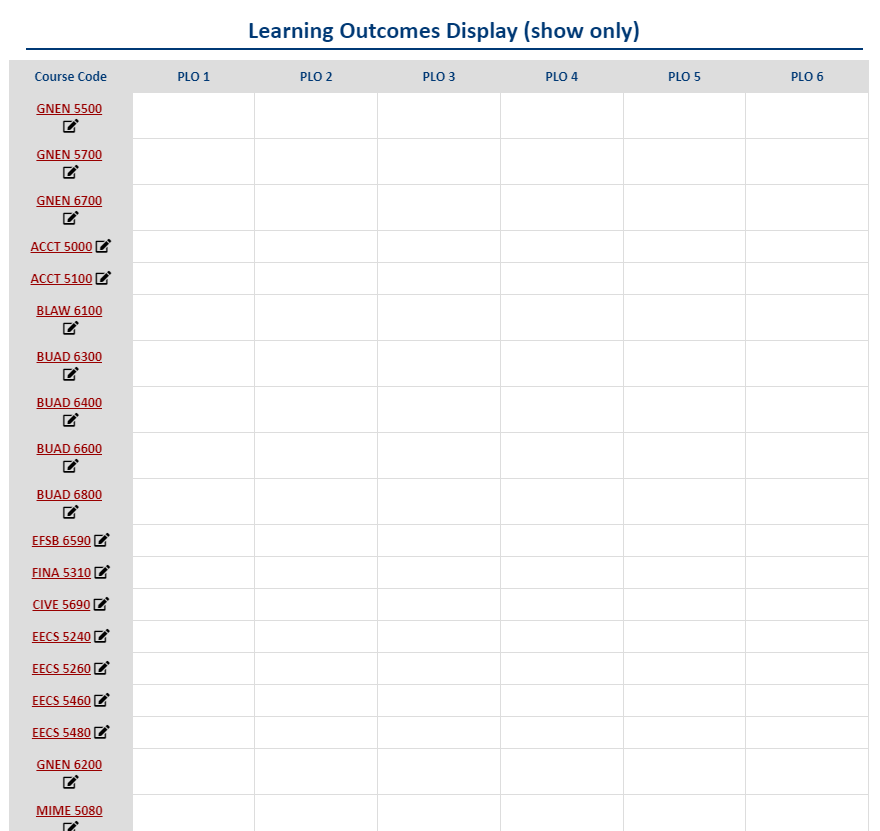 Learning Outcomes Display (show only)
Course Code PLO 1 PLO 2 PLO 3 PLO 4 PLO 5 PLO 6
GNEN 5500
GNEN 5700
GNEN 6700
ACCT 5000
ACCT 5100
BLAW 6100
BUAD 6300
BUAD 6400
BUAD 6600
BUAD 6800
EFSB 6590
FINA 5310
CIVE 5690
EECS 5240
EECS 5260
EECS 5460
EECS 5480
GNEN 6200
MIME 5080